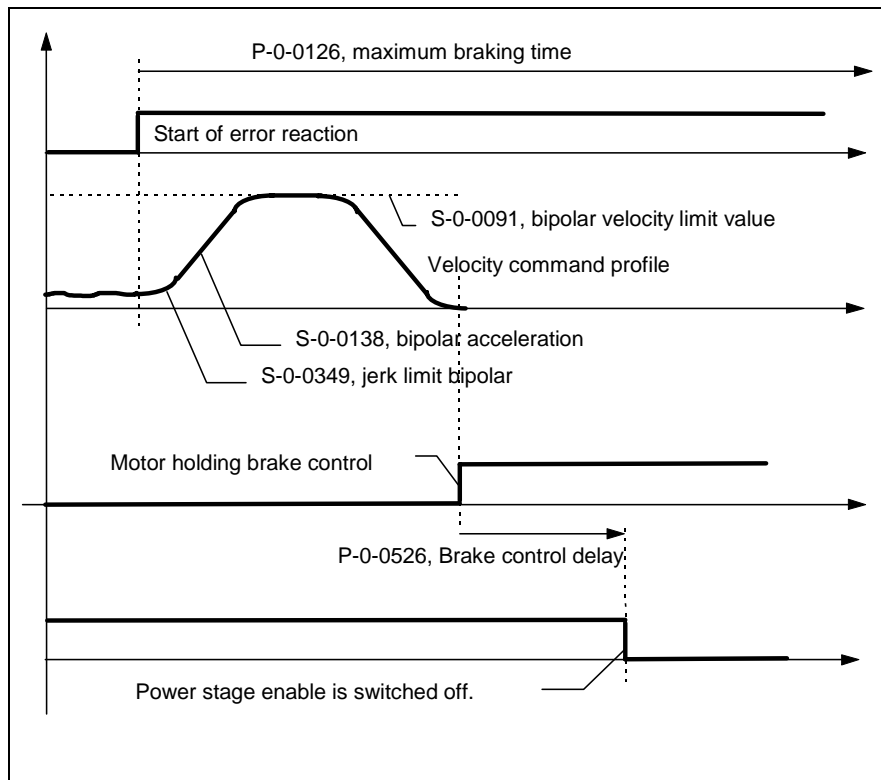 P-0-0126, maximum braking time
Start of error reaction
S-0-0091, bipolar velocity limit value
Velocity command profile
S-0-0138, bipolar acceleration
S-0-0349, jerk limit bipolar
Motor holding brake control
P-0-0526, Brake control delay
Power stage enable is switched off.